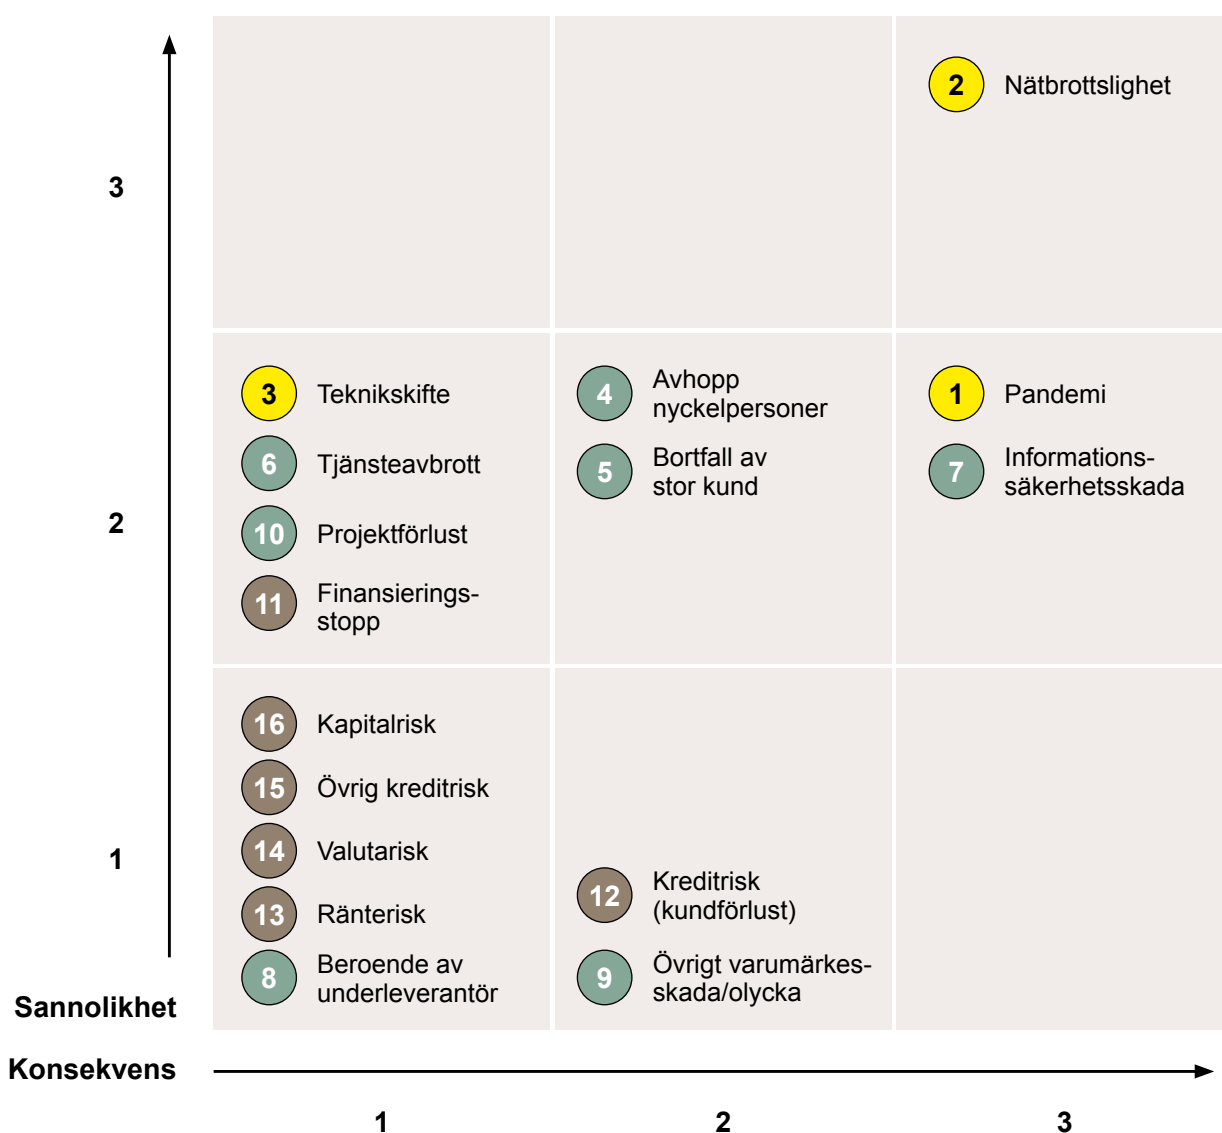 3
2 Nätbrottslighet
2
3 Teknikskifte
6 Tjänsteavbrott
10 Projektförlust
11 Finansierings-
stopp
4 Avhopp
nyckelpersoner
5 Bortfall av
stor kund
1 Pandemi
7 Informations-
säkerhetsskada
1
16 Kapitalrisk
15 Övrig kreditrisk
14 Valutarisk
13 Ränterisk
8 Beroende av
underleverantör
12 Kreditrisk
(kundförlust)
9 Övrigt varumärkes-
skada/olycka
Sannolikhet
Konsekvens
1 2 3